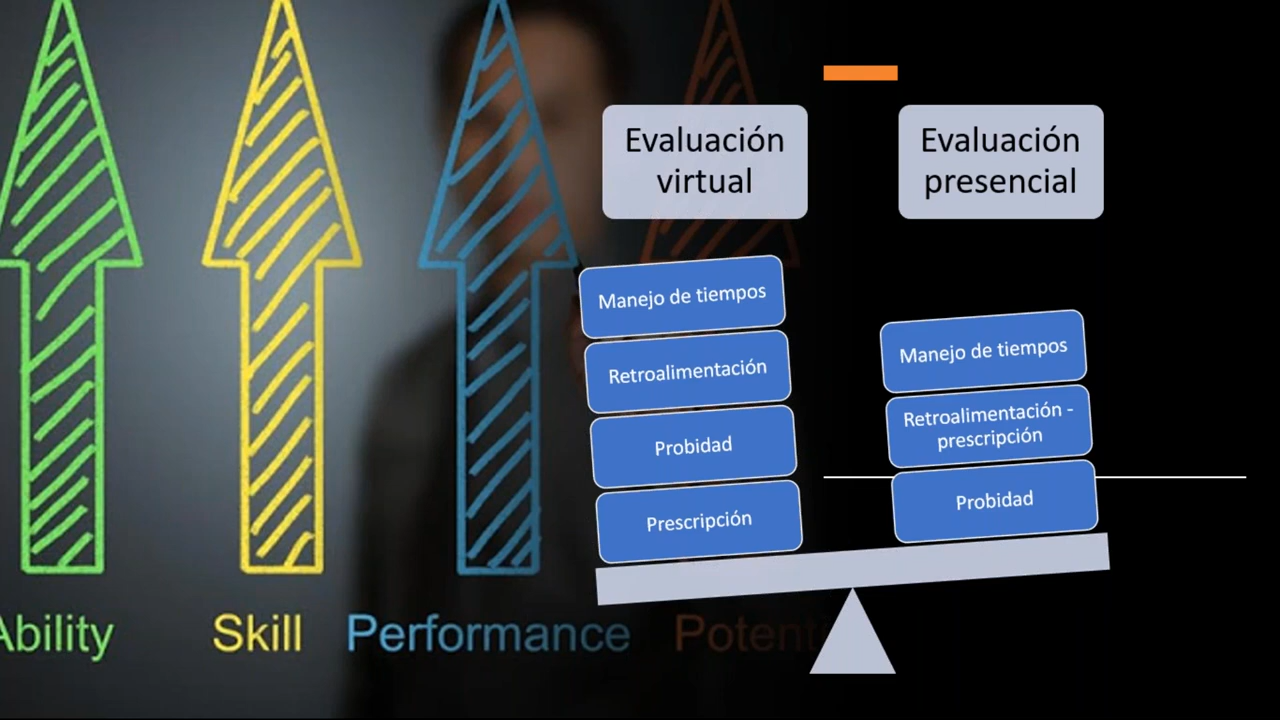 Evaluación
virtual
Evaluación
presencial
Manejo de tiempos
Retroalimentación
Probidad
Prescripción
Manejo de tiempos
Retroalimentación -
prescripción
Probidad
Ability
Skill
Performance
Potent